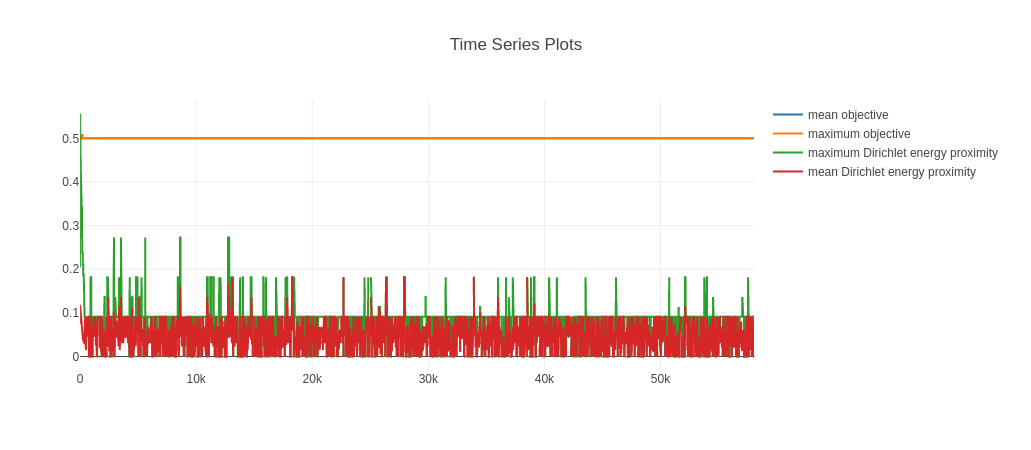 Time Series Plots
0.5
0.4
0.3
0.2
0.1
0
0 10k 20k 30k 40k 50k
mean objective
maximum objective
maximum Dirichlet energy proximity
mean Dirichlet energy proximity